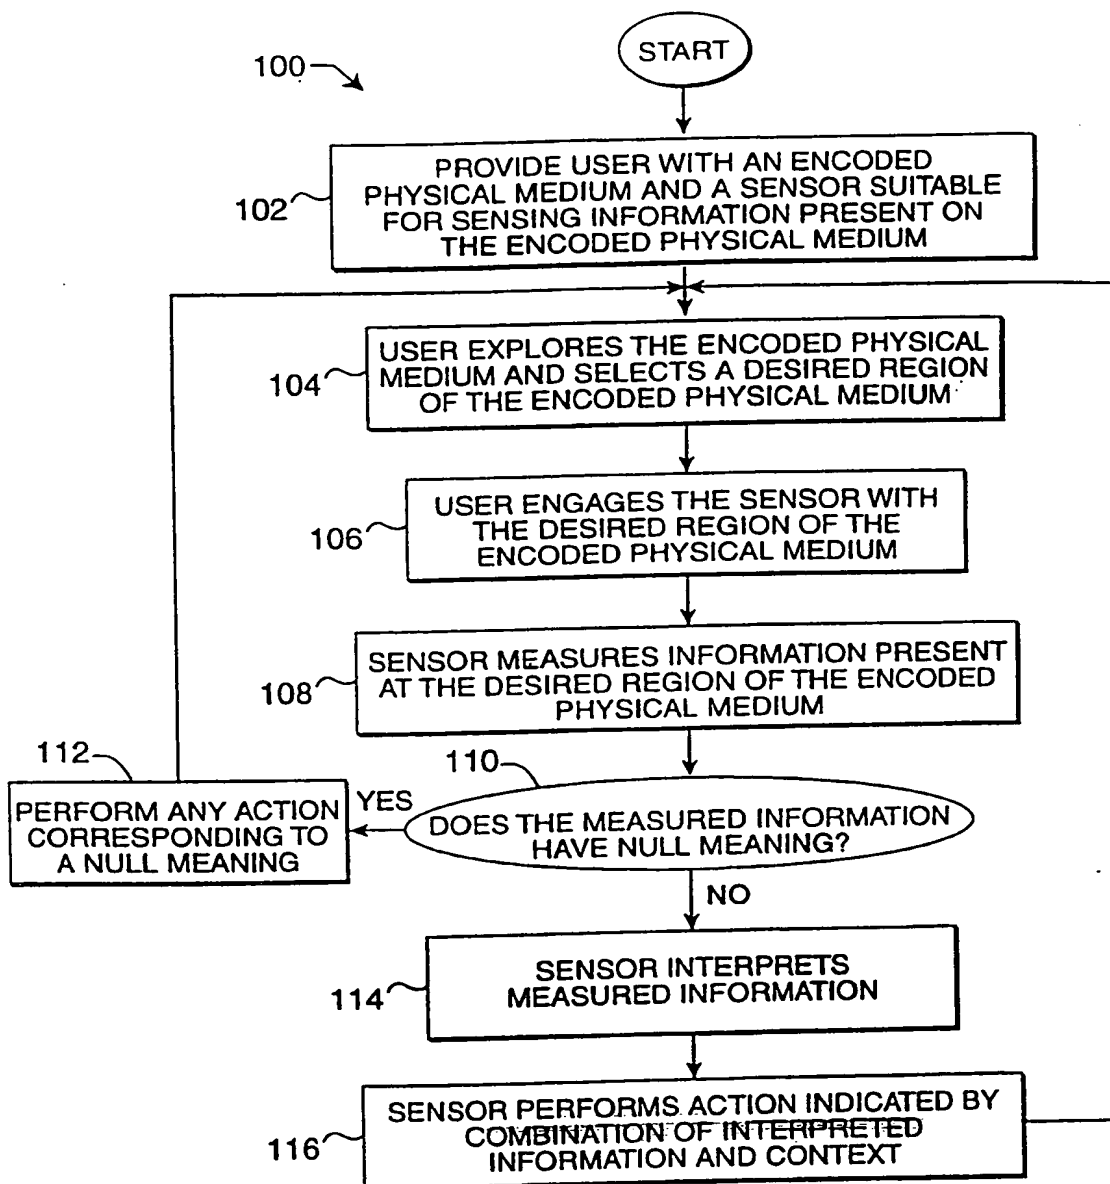 START
100
PROVIDE USER WITH AN ENCODED
PHYSICAL MEDIUM AND A SENSOR SUITABLE
FOR SENSING INFORMATION PRESENT ON
THE ENCODED PHYSICAL MEDIUM
102
USER EXPLORES THE ENCODED PHYSICAL
MEDIUM AND SELECTS A DESIRED REGION
OF THE ENCODED PHYSICAL MEDIUM
104
USER ENGAGES THE SENSOR WITH
THE DESIRED REGION OF THE
ENCODED PHYSICAL MEDIUM
106
SENSOR MEASURES INFORMATION PRESENT
AT THE DESIRED REGION OF THE ENCODED
PHYSICAL MEDIUM
108
112
110
PERFORM ANY ACTION
CORRESPONDING TO
A NULL MEANING
YES
DOES THE MEASURED INFORMATION
HAVE NULL MEANING?
NO
SENSOR INTERPRETS
MEASURED INFORMATION
114
SENSOR PERFORMS ACTION INDICATED BY
COMBINATION OF INTERPRETED
INFORMATION AND CONTEXT
116